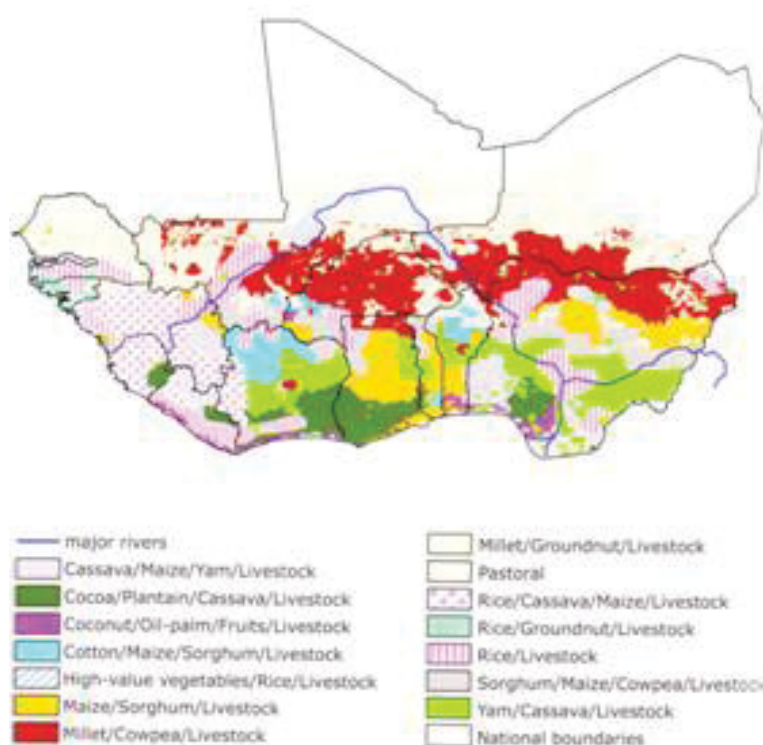 major rivers
Cassava/Maize/Yam/Livestock
Cocoa/Plantain/Cassava/Livestock
Coconut/Oil-palm/Fruits/Livestock
Cotton/Maize/Sorghum/Livestock
High-value vegetables/Rice/Livestock
Maize/Sorghum/Livestock
Millet/Cowpea/Livestock
Millet/Groundnut/Livestock
Pastoral
Rice/Cassava/Maize/Livestock
Rice/Groundnut/Livestock
Rice/Livestock
Sorghum/Maize/Cowpea/Livestock
Yam/Cassava/Livestock
National boundaries